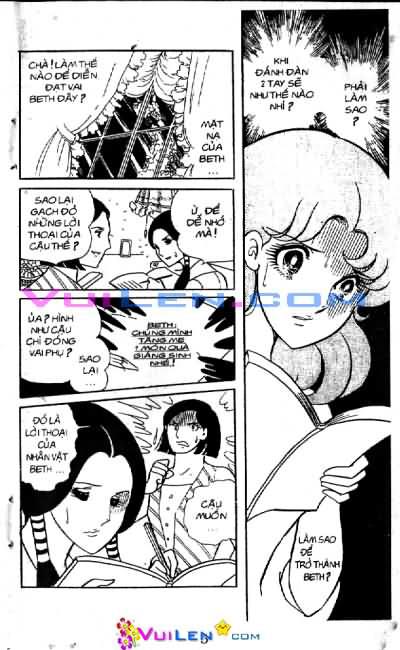 CHÀ! LÀM THẾ
NÀO ĐỂ DIỄN
ĐẠT VAI
BETH ĐÂY?
MẶT
NẠ
CỦA
BETH
...
SAO LẠI
GẠCH ĐỎ
NHỮNG LỜI
THOẠI CỦA
CẬU THẾ?
Ừ, ĐỂ
DỄ NHỚ
MÀ!
ỦA? HÌNH
NHƯ CẬU
CHỈ ĐÓNG
VAI PHỤ?
SAO
LẠI
...
BETH:
CHÚNG MÌNH
TẶNG MẸ
1 MÓN QUÀ
GIÁNG SINH
NHÉ!
ĐÓ LÀ
LỜI THOẠI
CỦA
NHÂN VẬT
BETH
...
CẬU
MUỐN
...
KHI
ĐÁNH ĐÀN
2 TAY SẼ
NHƯ THẾ NÀO
NHỈ?
PHẢI
LÀM
SAO
?
LÀM SAO
ĐỂ
TRỞ THÀNH
BETH?
VUILEN.COM
VUILEN.COM